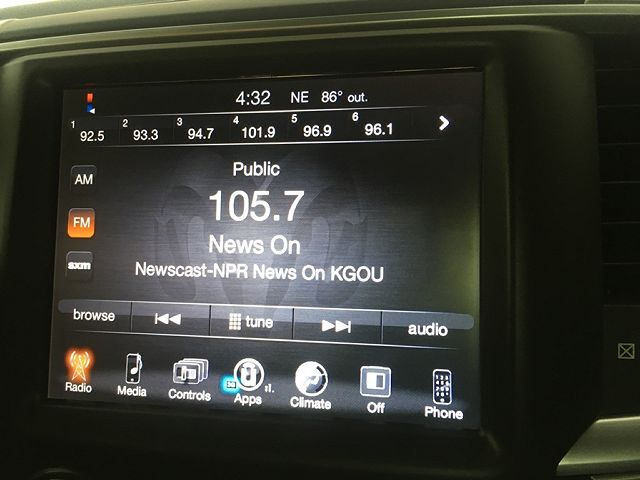 4:32 NE 86° out.
1 92.5 2 93.3 3 94.7 4 101.9 5 96.9 6 96.1
AM
Public
105.7
FM
News On
sxm
Newscast-NPR News On KGOU
browse tune audio
Radio Media Controls 3G Apps Climate Off Phone